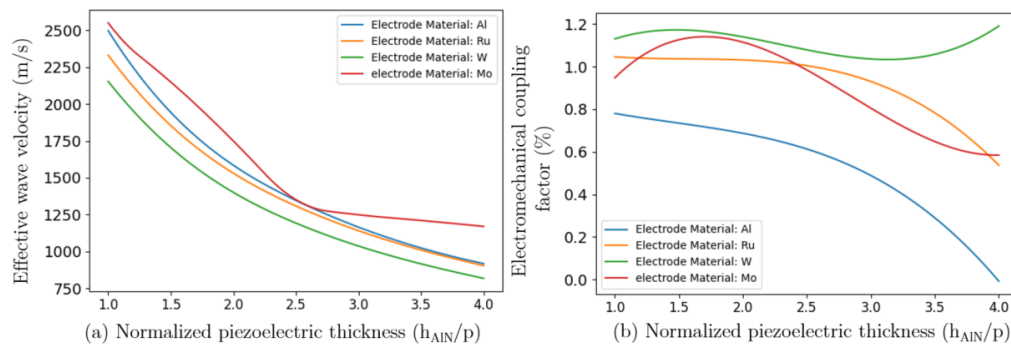 Effective wave velocity (m/s)
2500
2250
2000
1750
1500
1250
1000
750
Electrode Material: Al
Electrode Material: Ru
Electrode Material: W
electrode Material: Mo
1.0 1.5 2.0 2.5 3.0 3.5 4.0
(a) Normalized piezoelectric thickness (hAlN/p)
Electromechanical coupling
factor (%)
1.2
1.0
0.8
0.6
0.4
0.2
0.0
Electrode Material: Al
Electrode Material: Ru
Electrode Material: W
electrode Material: Mo
1.0 1.5 2.0 2.5 3.0 3.5 4.0
(b) Normalized piezoelectric thickness (hAlN/p)